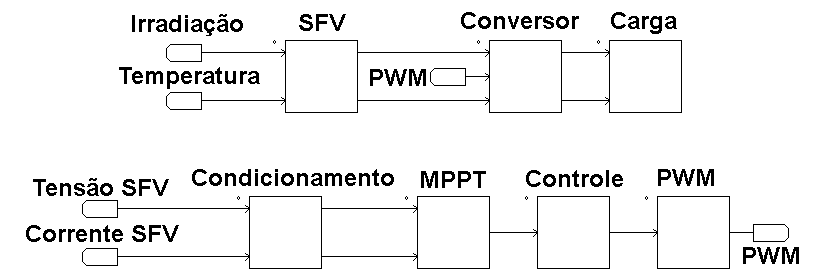 Irradiação
SFV
Conversor
Carga
Temperatura
PWM
Condicionamento
MPPT
Controle
PWM
Tensão SFV
Corrente SFV
PWM